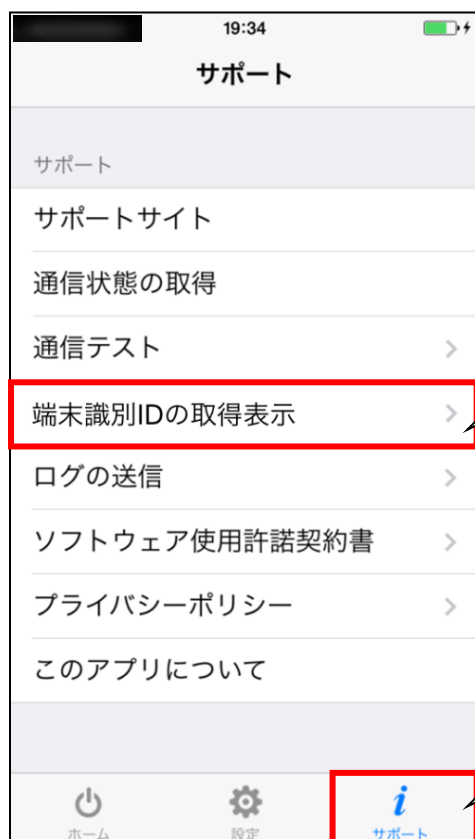 19:34
サポート
サポート
サポートサイト
通信状態の取得
通信テスト
端末識別IDの取得表示
ログの送信
ソフトウェア使用許諾契約書
プライバシーポリシー
このアプリについて
ホーム 設定 サポート